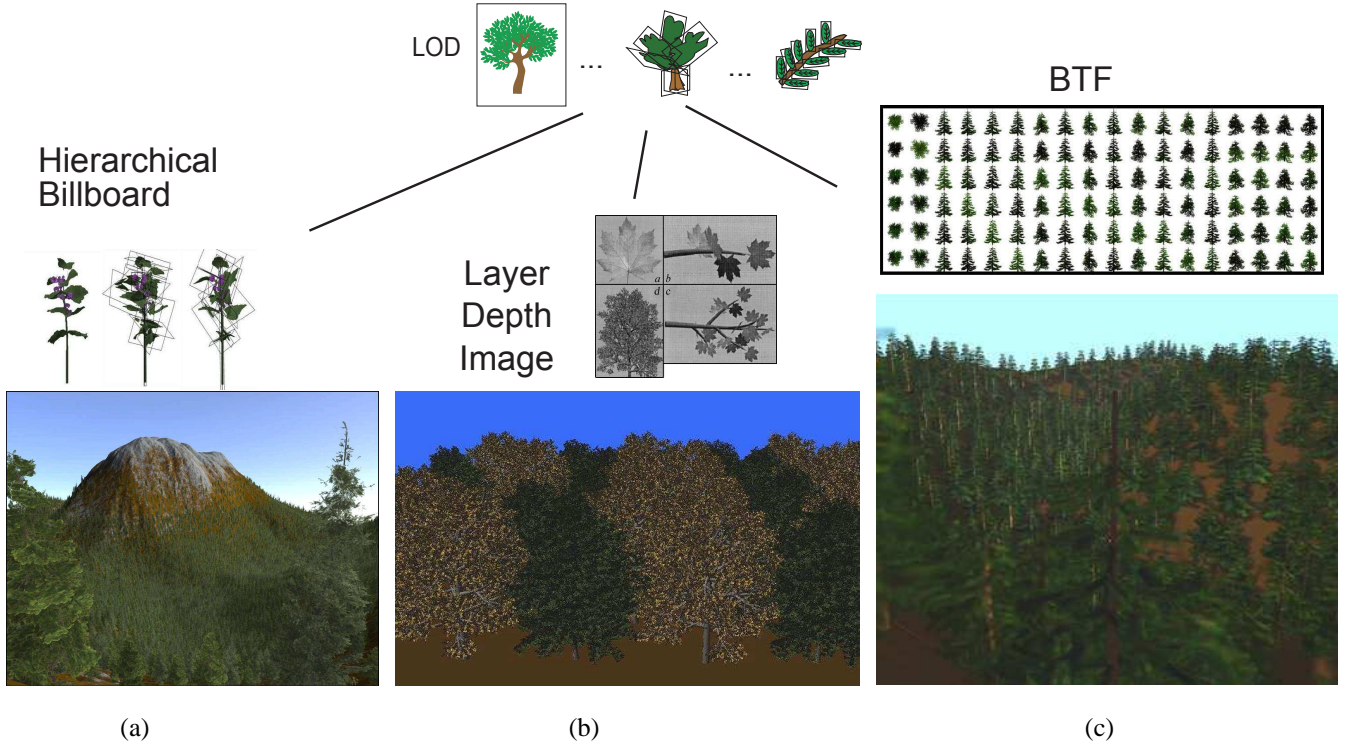 LOD
...
...
BTF
Hierarchical
Billboard
Layer
Depth
Image
a b
d c
(a)
(b)
(c)